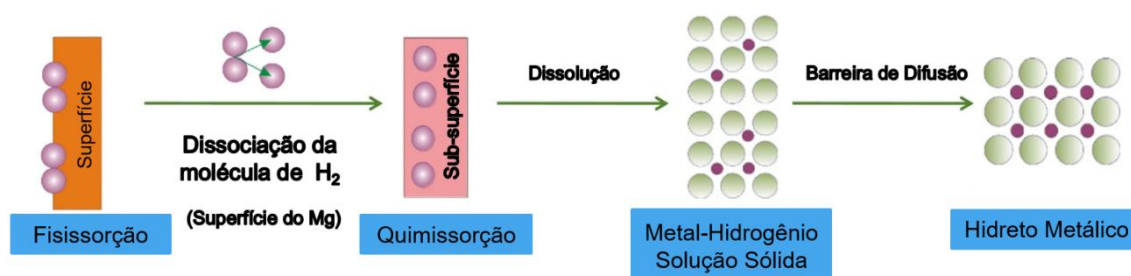 Superfície
Dissociação da
molécula de H₂
(Superfície do Mg)
Sub-superfície
Dissolução
Barreira de Difusão
Fisissorção
Quimissorção
Metal-Hidrogênio
Solução Sólida
Hidreto Metálico